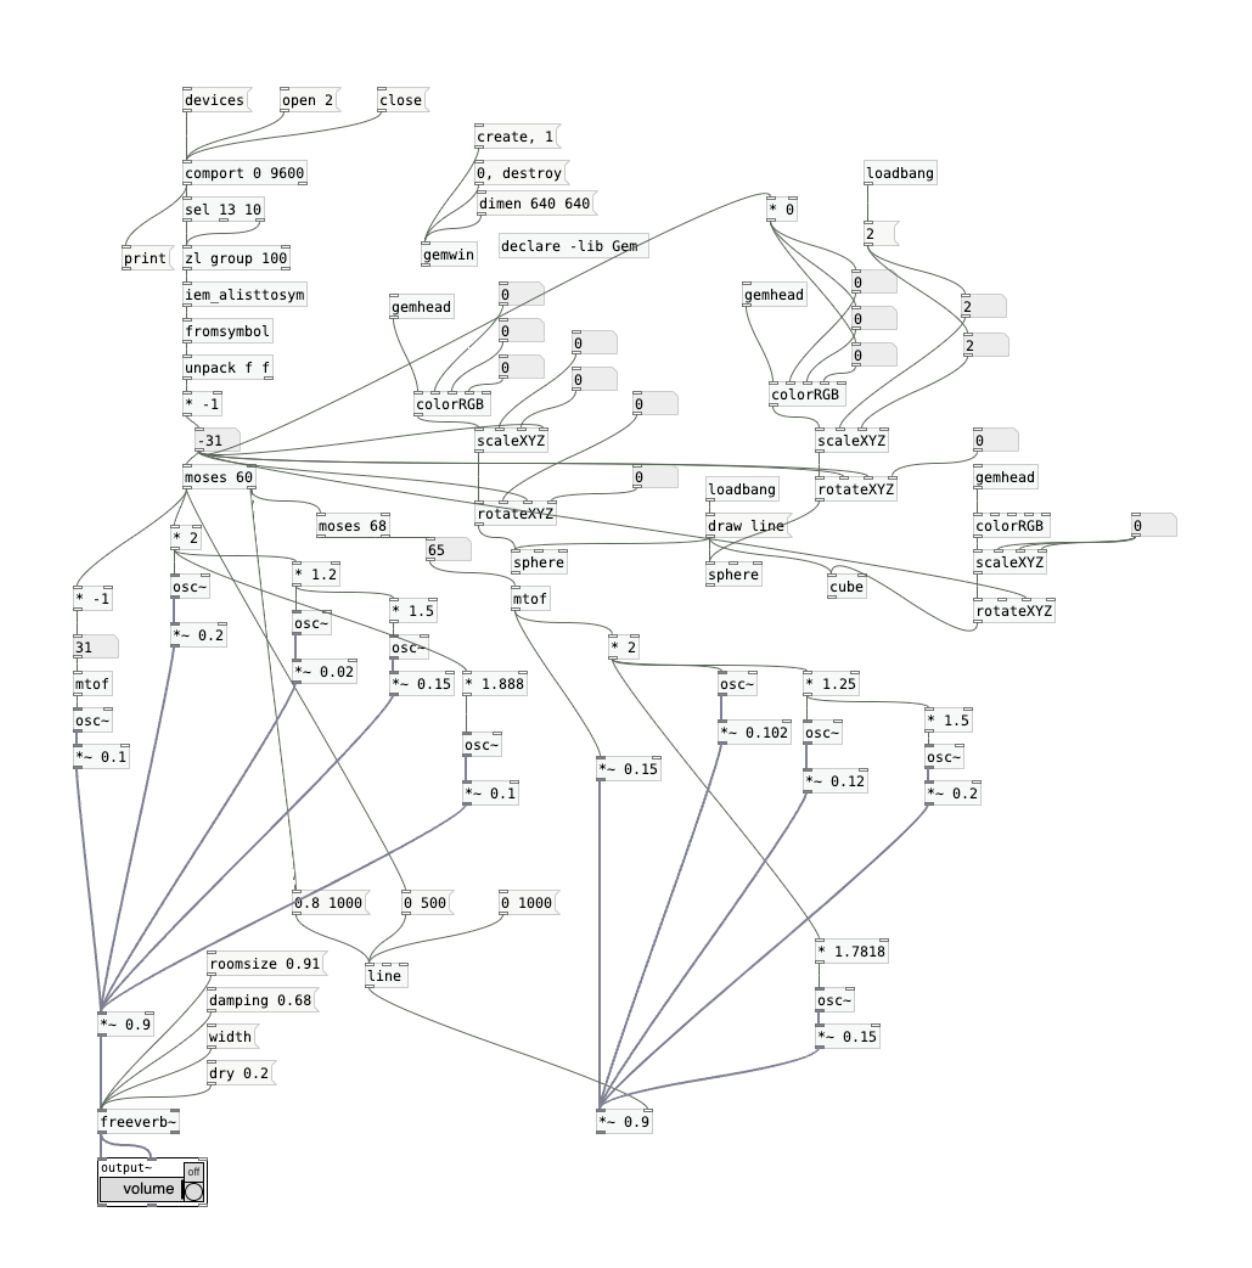 devices
open 2
close
create, 1
comport 0 9600
0, destroy
loadbang
sel 13 10
dimen 640 640
* 0
2
print
zl group 100
gemwin
declare -lib Gem
iem_alisttosym
gemhead
0
gemhead
0
2
fromsymbol
0
0
0
2
unpack f f
0
0
0
* -1
colorRGB
0
colorRGB
-31
scaleXYZ
scaleXYZ
0
moses 60
0
loadbang
rotateXYZ
gemhead
moses 68
rotateXYZ
draw line
colorRGB
0
* 2
65
sphere
sphere
scaleXYZ
* 1.2
osc~
cube
* -1
mtof
* 1.5
rotateXYZ
osc~
*~ 0.2
31
osc~
* 2
mtof
*~ 0.02
*~ 0.15
* 1.888
osc~
* 1.25
osc~
* 1.5
osc~
*~ 0.102
osc~
*~ 0.1
osc~
*~ 0.15
*~ 0.12
*~ 0.1
*~ 0.2
0.8 1000
0 500
0 1000
* 1.7818
roomsize 0.91
line
damping 0.68
osc~
*~ 0.9
width
*~ 0.15
dry 0.2
freeverb~
*~ 0.9
output~
off
volume